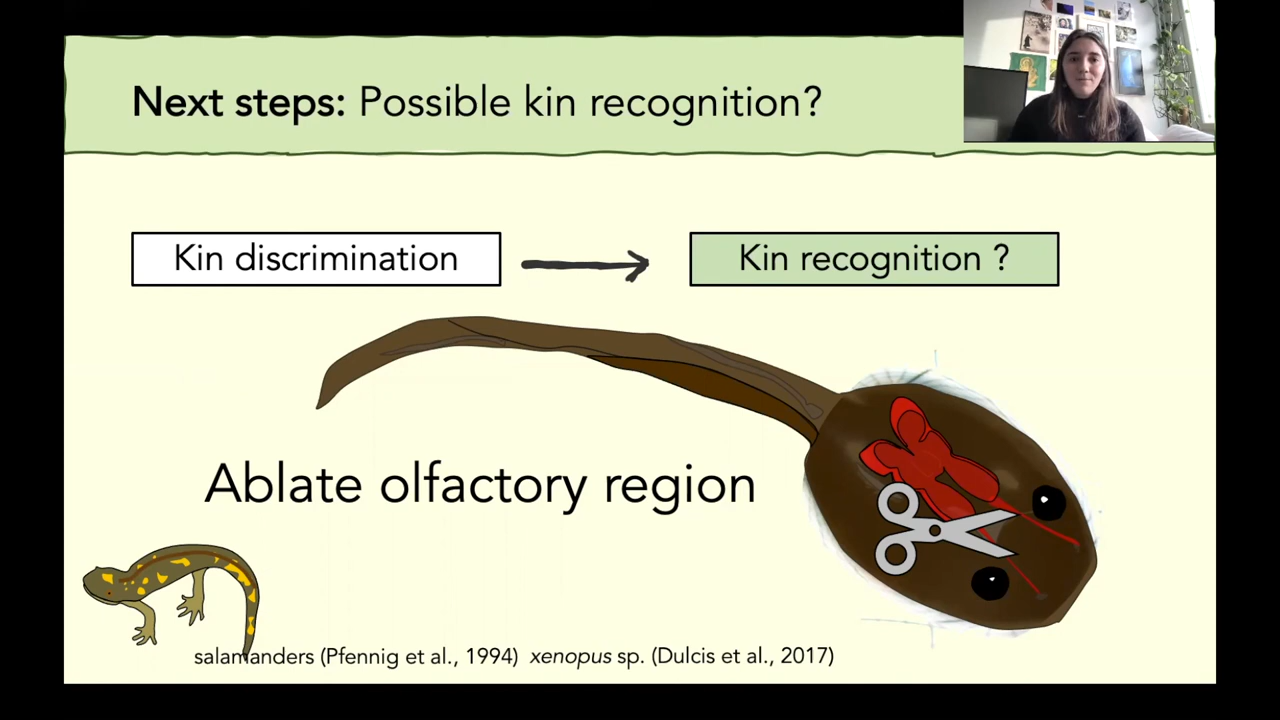 Next steps: Possible kin recognition?
Kin discrimination
Kin recognition ?
Ablate olfactory region
salamanders (Pfennig et al., 1994) xenopus sp. (Dulcis et al., 2017)